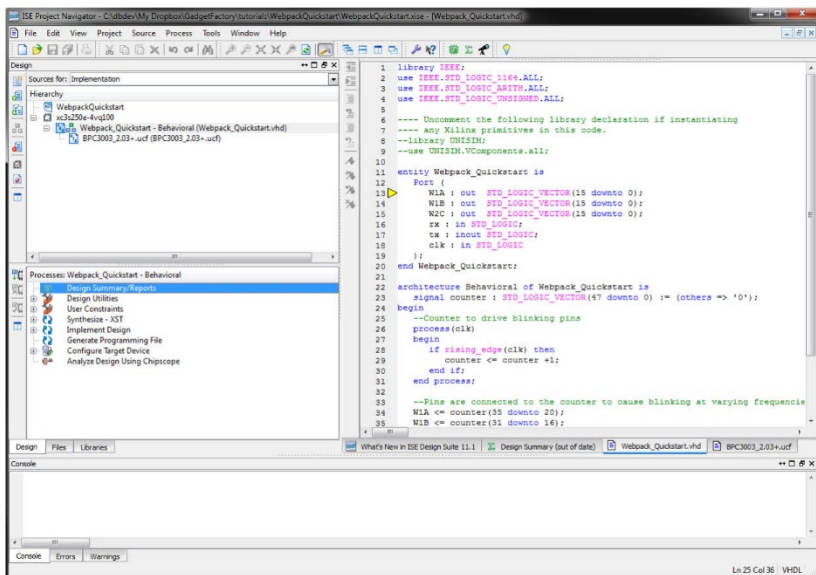 ISE Project Navigator - C:\dbdev\My Dropbox\GadgetFactory\tutorials\WebpackQuickstart\WebpackQuickstart.xise - [Webpack_Quickstart.vhd]
File Edit View Project Source Process Tools Window Help
Design
Sources for: Implementation
Hierarchy
WebpackQuickstart
xc3s250e-4vq100
Webpack_Quickstart - Behavioral (Webpack_Quickstart.vhd)
BPC3003_2.03+.ucf (BPC3003_2.03+.ucf)
Processes: Webpack_Quickstart - Behavioral
Design Summary/Reports
Design Utilities
User Constraints
Synthesize - XST
Implement Design
Generate Programming File
Configure Target Device
Analyze Design Using Chipscope
Design Files Libraries
1 library IEEE;
2 use IEEE.STD_LOGIC_1164.ALL;
3 use IEEE.STD_LOGIC_ARITH.ALL;
4 use IEEE.STD_LOGIC_UNSIGNED.ALL;
5
6 ---- Uncomment the following library declaration if instantiating
7 ---- any Xilinx primitives in this code.
8 --library UNISIM;
9 --use UNISIM.VComponents.all;
10
11 entity Webpack_Quickstart is
12 Port (
13 W1A : out STD_LOGIC_VECTOR(15 downto 0);
14 W1B : out STD_LOGIC_VECTOR(15 downto 0);
15 W2C : out STD_LOGIC_VECTOR(15 downto 0);
16 rx : in STD_LOGIC;
17 tx : inout STD_LOGIC;
18 clk : in STD_LOGIC
19 );
20 end Webpack_Quickstart;
21
22 architecture Behavioral of Webpack_Quickstart is
23 signal counter : STD_LOGIC_VECTOR(47 downto 0) := (others => '0');
24 begin
25 --Counter to drive blinking pins
26 process(clk)
27 begin
28 if rising_edge(clk) then
29 counter <= counter +1;
30 end if;
31 end process;
32
33 --Pins are connected to the counter to cause blinking at varying frequencie
34 W1A <= counter(35 downto 20);
35 W1B <= counter(31 downto 16);
What's New in ISE Design Suite 11.1 Design Summary (out of date) Webpack_Quickstart.vhd BPC3003_2.03+.ucf
Console
Console Errors Warnings
Ln 25 Col 36 VHDL